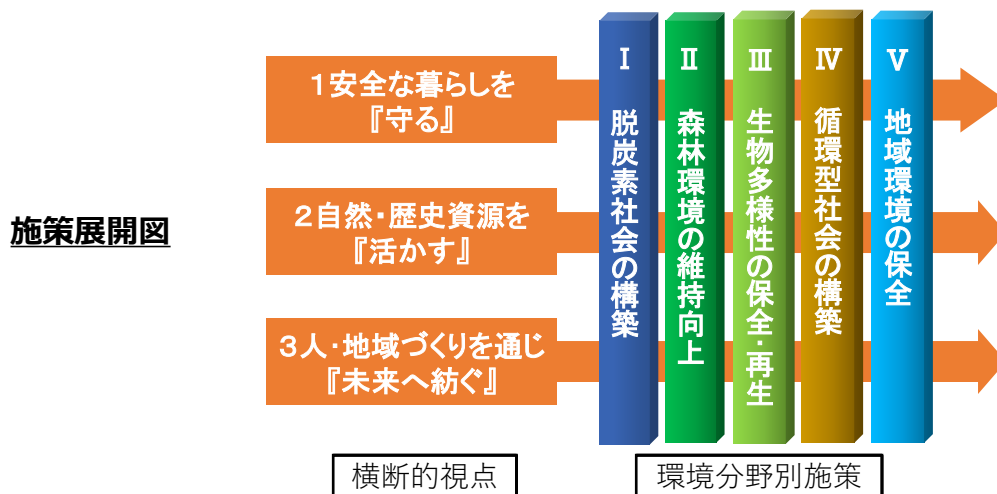 施策展開図
1安全な暮らしを
『守る』
2自然・歴史資源を
『活かす』
3人・地域づくりを通じ
『未来へ紡ぐ』
Ⅰ 脱炭素社会の構築
Ⅱ 森林環境の維持向上
Ⅲ 生物多様性の保全・再生
Ⅳ 循環型社会の構築
Ⅴ 地域環境の保全
横断的視点
環境分野別施策